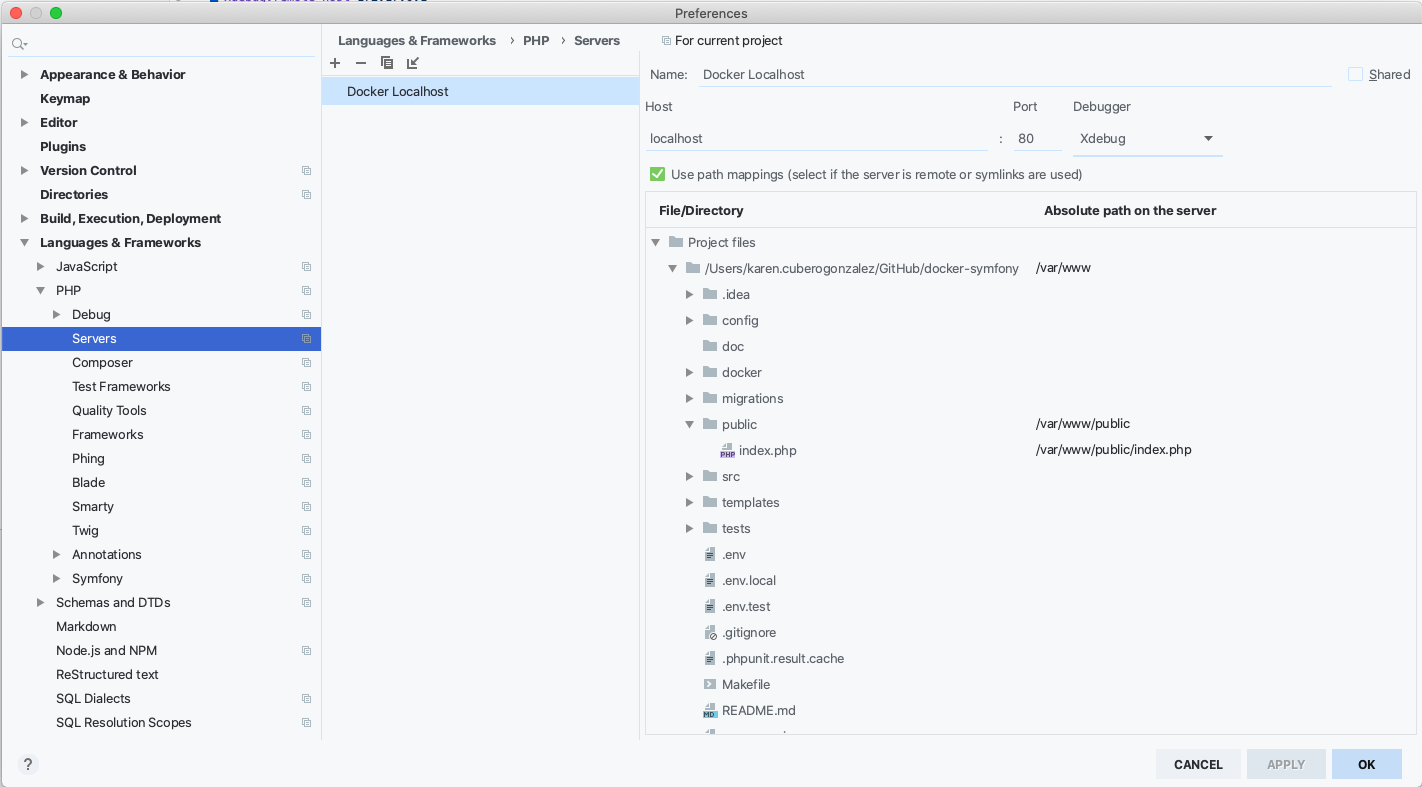 Preferences
Languages & Frameworks › PHP › Servers For current project
Appearance & Behavior
Keymap
Editor
Plugins
Version Control
Directories
Build, Execution, Deployment
Languages & Frameworks
JavaScript
PHP
Debug
Servers
Composer
Test Frameworks
Quality Tools
Frameworks
Phing
Blade
Smarty
Twig
Annotations
Symfony
Schemas and DTDs
Markdown
Node.js and NPM
ReStructured text
SQL Dialects
SQL Resolution Scopes
Docker Localhost
Name: Docker Localhost Shared
Host Port Debugger
localhost : 80 Xdebug
Use path mappings (select if the server is remote or symlinks are used)
File/Directory Absolute path on the server
Project files
/Users/karen.cuberogonzalez/GitHub/docker-symfony /var/www
.idea
config
doc
docker
migrations
public /var/www/public
index.php /var/www/public/index.php
src
templates
tests
.env
.env.local
.env.test
.gitignore
.phpunit.result.cache
Makefile
README.md
? CANCEL APPLY OK